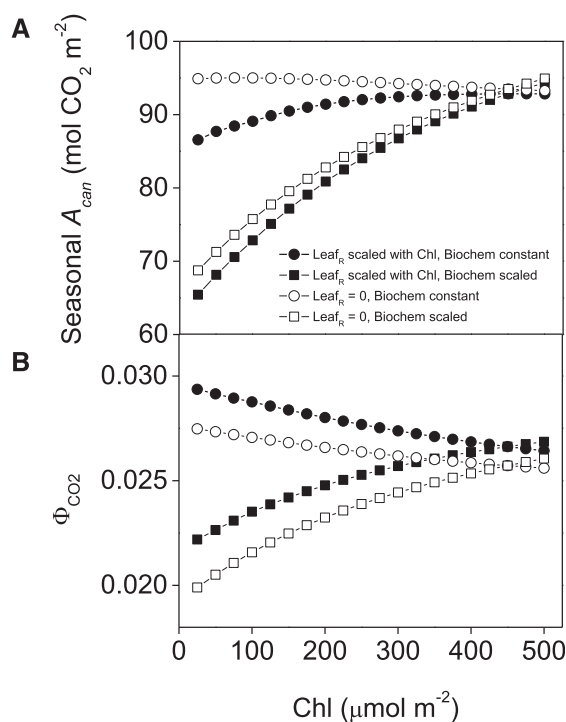 A
100
90
80
70
60
Seasonal A_can (mol CO₂ m⁻²)
Leaf_R scaled with Chl, Biochem constant
Leaf_R scaled with Chl, Biochem scaled
Leaf_R = 0, Biochem constant
Leaf_R = 0, Biochem scaled
B
0.030
0.025
0.020
Φ_CO2
0 100 200 300 400 500
Chl (μmol m⁻²)